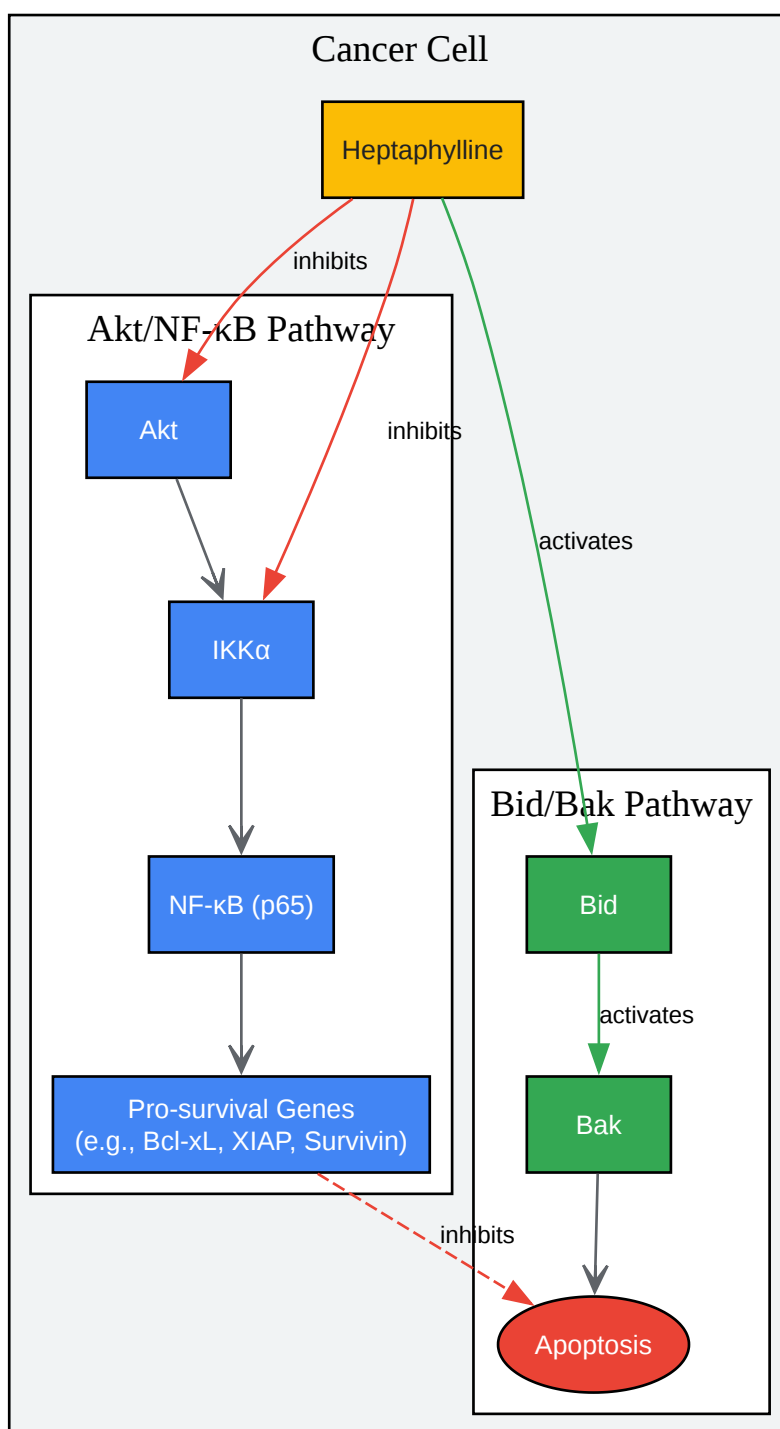 Cancer Cell
Heptaphylline
inhibits
Akt/NF-κB Pathway
Akt
inhibits
activates
IKKα
Bid/Bak Pathway
NF-κB (p65)
Bid
activates
Pro-survival Genes
(e.g., Bcl-xL, XIAP, Survivin)
Bak
inhibits
Apoptosis